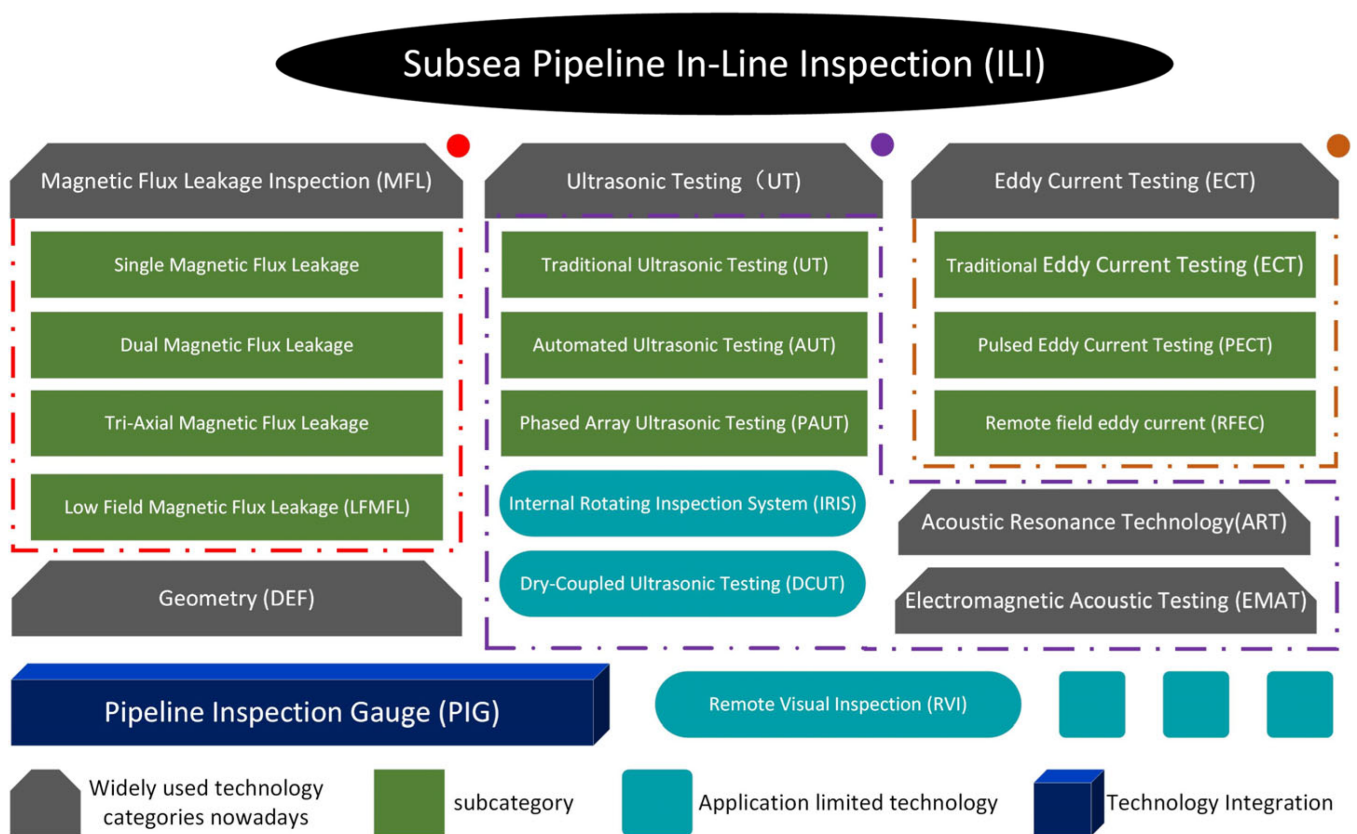 Subsea Pipeline In-Line Inspection (ILI)
Magnetic Flux Leakage Inspection (MFL)
Single Magnetic Flux Leakage
Dual Magnetic Flux Leakage
Tri-Axial Magnetic Flux Leakage
Low Field Magnetic Flux Leakage (LFMFL)
Geometry (DEF)
Ultrasonic Testing（UT)
Traditional Ultrasonic Testing (UT)
Automated Ultrasonic Testing (AUT)
Phased Array Ultrasonic Testing (PAUT)
Internal Rotating Inspection System (IRIS)
Dry-Coupled Ultrasonic Testing (DCUT)
Eddy Current Testing (ECT)
Traditional Eddy Current Testing (ECT)
Pulsed Eddy Current Testing (PECT)
Remote field eddy current (RFEC)
Acoustic Resonance Technology(ART)
Electromagnetic Acoustic Testing (EMAT)
Pipeline Inspection Gauge (PIG)
Remote Visual Inspection (RVI)
Widely used technology
categories nowadays
subcategory
Application limited technology
Technology Integration